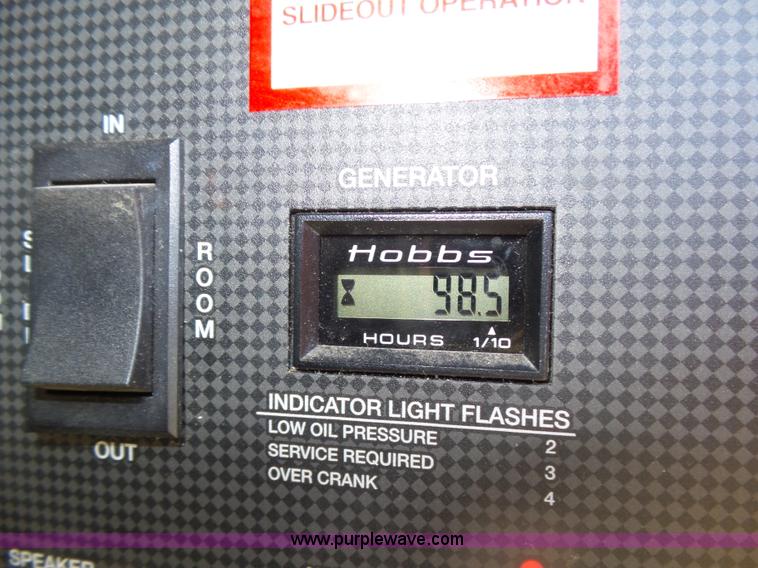 SLIDEOUT OPERATION
IN
GENERATOR
ROOM
Hobbs
98.5
HOURS 1/10
OUT
INDICATOR LIGHT FLASHES
LOW OIL PRESSURE 2
SERVICE REQUIRED 3
OVER CRANK 4
www.purplewave.com
SPEAKER